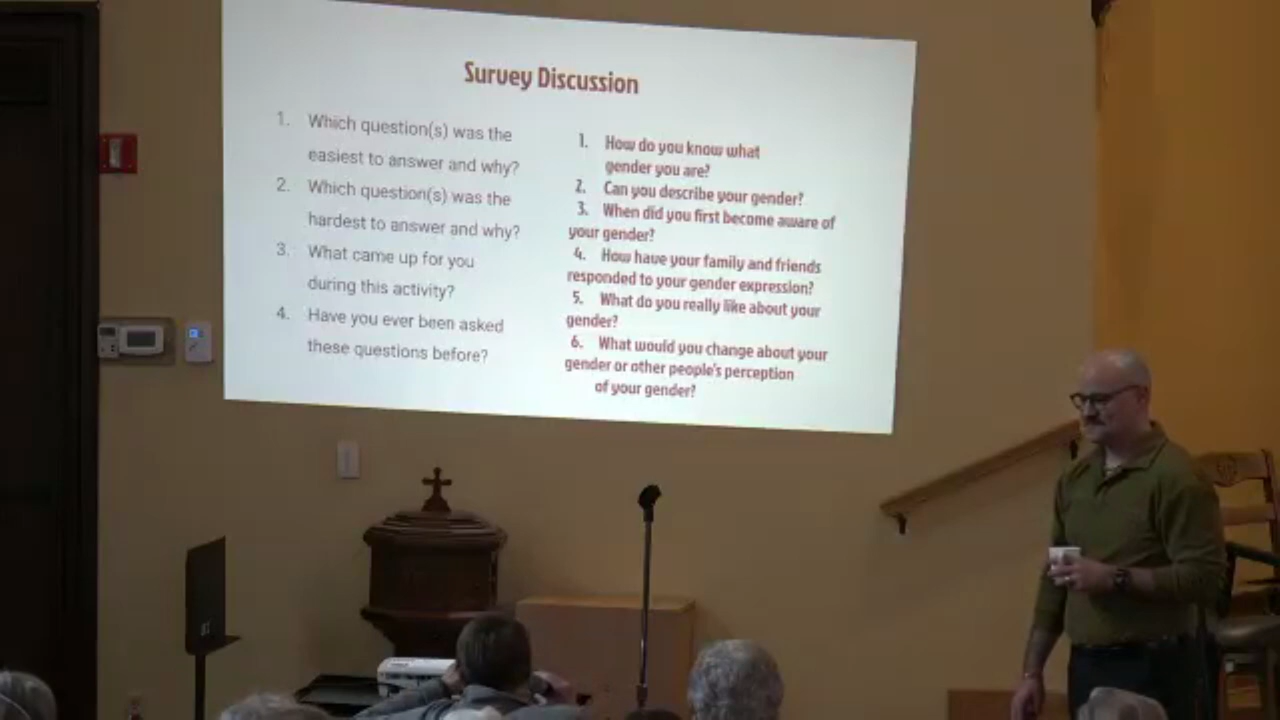 Survey Discussion
1. Which question(s) was the
easiest to answer and why?
2. Which question(s) was the
hardest to answer and why?
3. What came up for you
during this activity?
4. Have you ever been asked
these questions before?
1. How do you know what
gender you are?
2. Can you describe your gender?
3. When did you first become aware of
your gender?
4. How have your family and friends
responded to your gender expression?
5. What do you really like about your
gender?
6. What would you change about your
gender or other people's perception
of your gender?